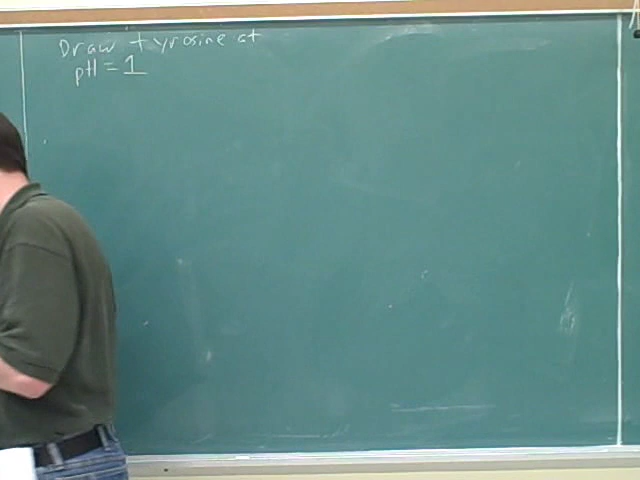 Draw tyrosine at
pH = 1